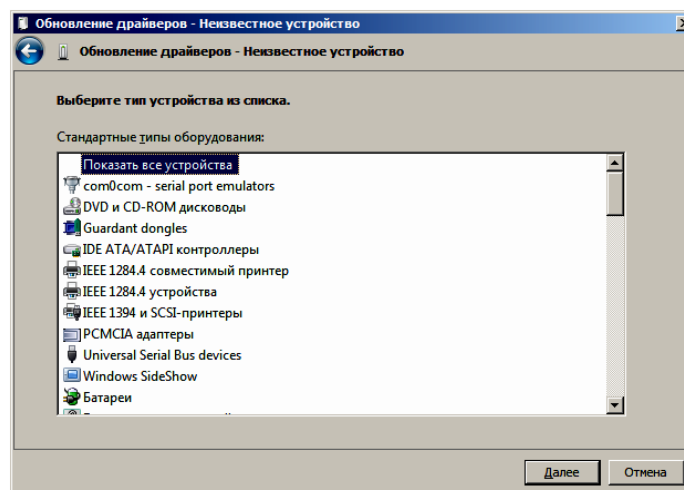 Обновление драйверов - Неизвестное устройство
Обновление драйверов - Неизвестное устройство
Выберите тип устройства из списка.
Стандартные типы оборудования:
Показать все устройства
com0com - serial port emulators
DVD и CD-ROM дисководы
Guardant dongles
IDE ATA/ATAPI контроллеры
IEEE 1284.4 совместимый принтер
IEEE 1284.4 устройства
IEEE 1394 и SCSI-принтеры
PCMCIA адаптеры
Universal Serial Bus devices
Windows SideShow
Батареи
Далее Отмена